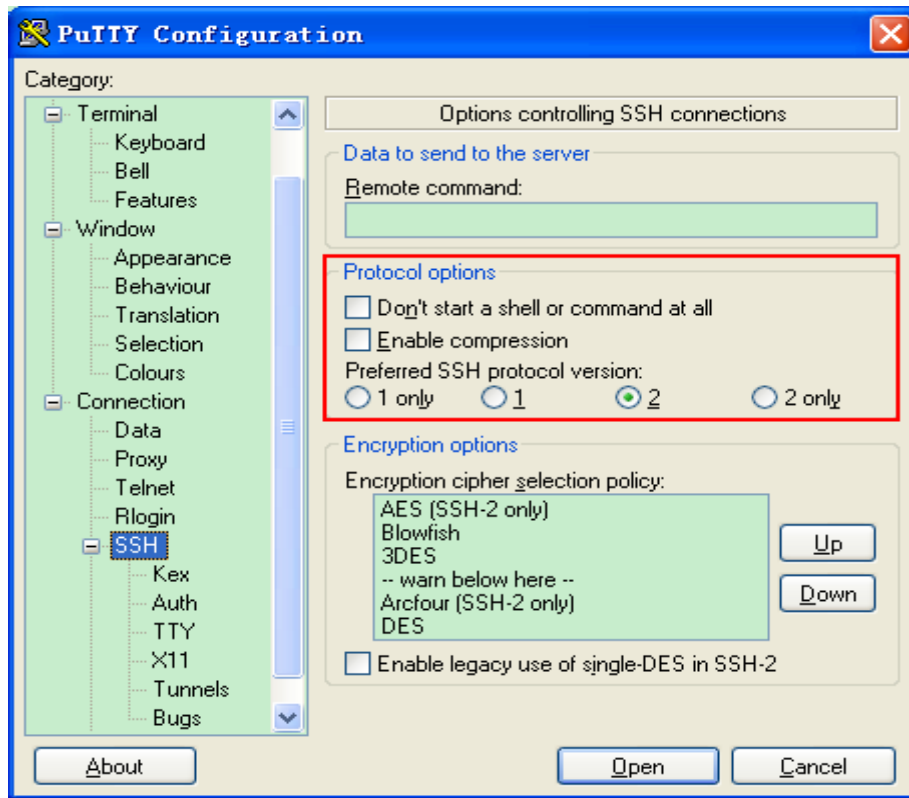 PuTTY Configuration
Category:
Terminal
Keyboard
Bell
Features
Window
Appearance
Behaviour
Translation
Selection
Colours
Connection
Data
Proxy
Telnet
Rlogin
SSH
Kex
Auth
TTY
X11
Tunnels
Bugs
Options controlling SSH connections
Data to send to the server
Remote command:
Protocol options
Don't start a shell or command at all
Enable compression
Preferred SSH protocol version:
1 only 1 2 2 only
Encryption options
Encryption cipher selection policy:
AES (SSH-2 only)
Blowfish
3DES
-- warn below here --
Arcfour (SSH-2 only)
DES
Up
Down
Enable legacy use of single-DES in SSH-2
About Open Cancel